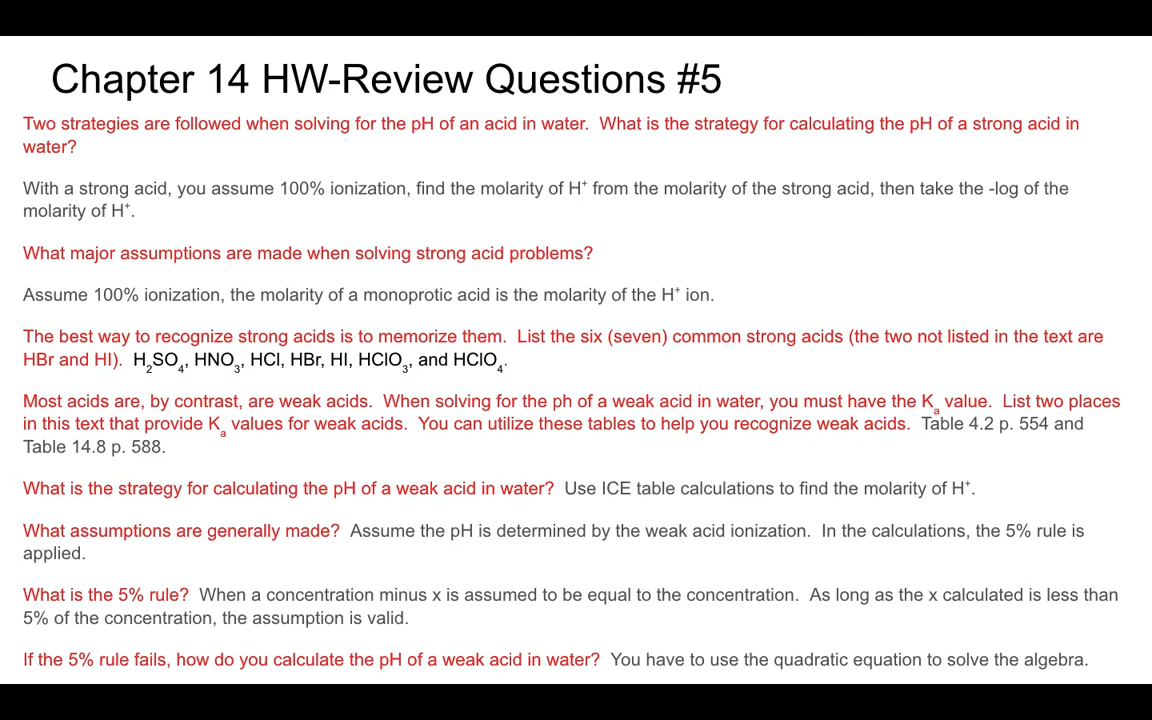 Chapter 14 HW-Review Questions #5
Two strategies are followed when solving for the pH of an acid in water.  What is the strategy for calculating the pH of a strong acid in
water?
With a strong acid, you assume 100% ionization, find the molarity of H⁺ from the molarity of the strong acid, then take the -log of the
molarity of H⁺.
What major assumptions are made when solving strong acid problems?
Assume 100% ionization, the molarity of a monoprotic acid is the molarity of the H⁺ ion.
The best way to recognize strong acids is to memorize them.  List the six (seven) common strong acids (the two not listed in the text are
HBr and HI).  H₂SO₄, HNO₃, HCl, HBr, HI, HClO₃, and HClO₄.
Most acids are, by contrast, are weak acids.  When solving for the ph of a weak acid in water, you must have the Kₐ value.  List two places
in this text that provide Kₐ values for weak acids.  You can utilize these tables to help you recognize weak acids.  Table 4.2 p. 554 and
Table 14.8 p. 588.
What is the strategy for calculating the pH of a weak acid in water?  Use ICE table calculations to find the molarity of H⁺.
What assumptions are generally made?  Assume the pH is determined by the weak acid ionization.  In the calculations, the 5% rule is
applied.
What is the 5% rule?  When a concentration minus x is assumed to be equal to the concentration.  As long as the x calculated is less than
5% of the concentration, the assumption is valid.
If the 5% rule fails, how do you calculate the pH of a weak acid in water?  You have to use the quadratic equation to solve the algebra.